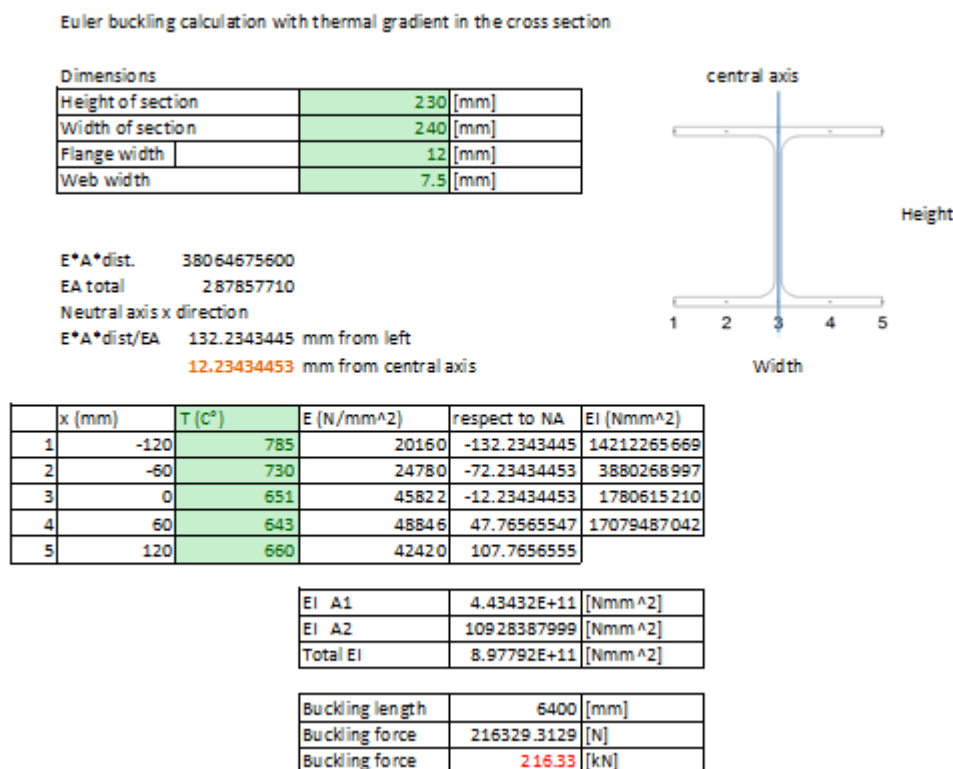 Euler buckling calculation with thermal gradient in the cross section
Dimensions
Height of section 230 [mm]
Width of section 240 [mm]
Flange width 12 [mm]
Web width 7.5 [mm]
central axis
Height
1 2 3 4 5
Width
E*A*dist. 38064675600
EA total 287857710
Neutral axis x direction
E*A*dist/EA 132.2343445 mm from left
12.23434453 mm from central axis
x (mm) T (C°) E (N/mm^2) respect to NA EI (Nmm^2)
1 -120 785 20160 -132.2343445 14212265669
2 -60 730 24780 -72.23434453 3880268997
3 0 651 45822 -12.23434453 1780615210
4 60 643 48846 47.76565547 17079487042
5 120 660 42420 107.7656555
EI A1 4.43432E+11 [Nmm^2]
EI A2 10928387999 [Nmm^2]
Total EI 8.97792E+11 [Nmm^2]
Buckling length 6400 [mm]
Buckling force 216329.3129 [N]
Buckling force 216.33 [kN]